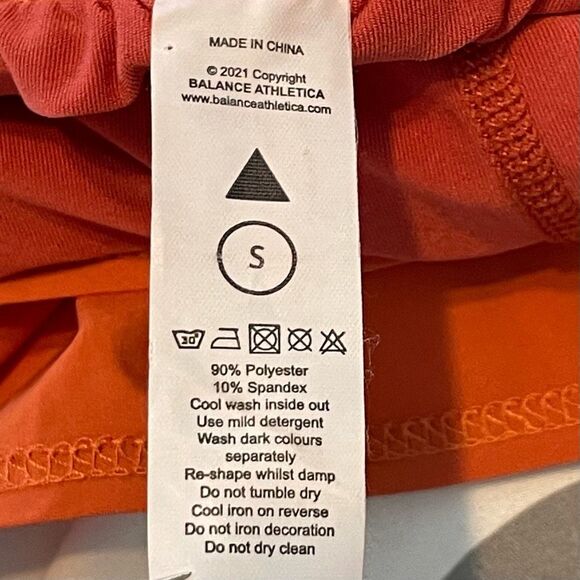 MADE IN CHINA
© 2021 Copyright
BALANCE ATHLETICA
www.balanceathletica.com
S
30°
90% Polyester
10% Spandex
Cool wash inside out
Use mild detergent
Wash dark colours
separately
Re-shape whilst damp
Do not tumble dry
Cool iron on reverse
Do not iron decoration
Do not dry clean